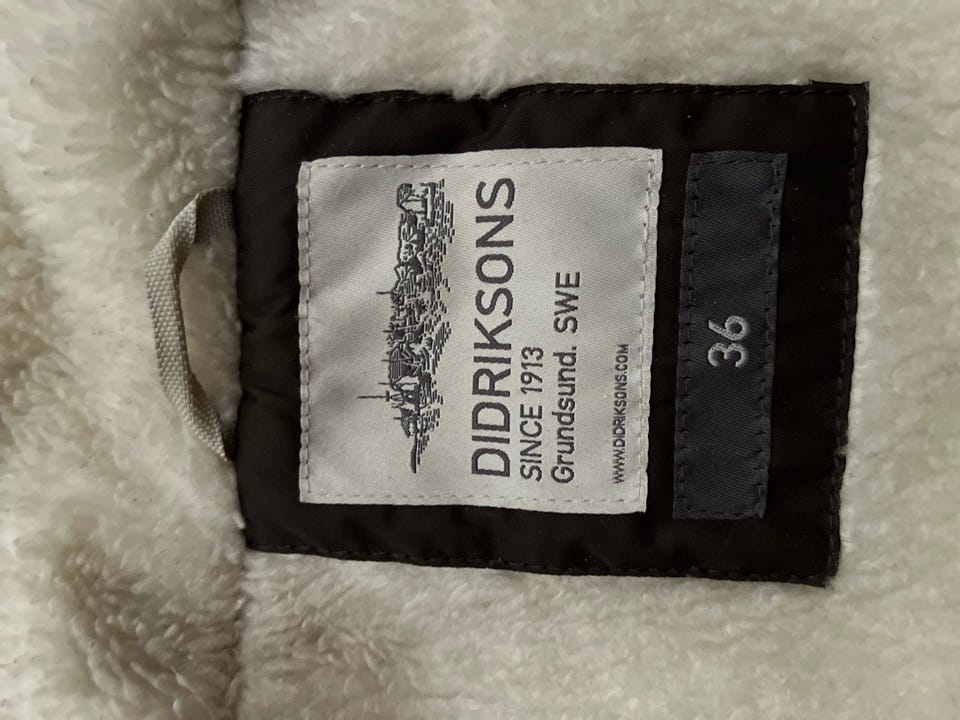 DIDRIKSONS
SINCE 1913
Grundsund. SWE
WWW.DIDRIKSONS.COM
36